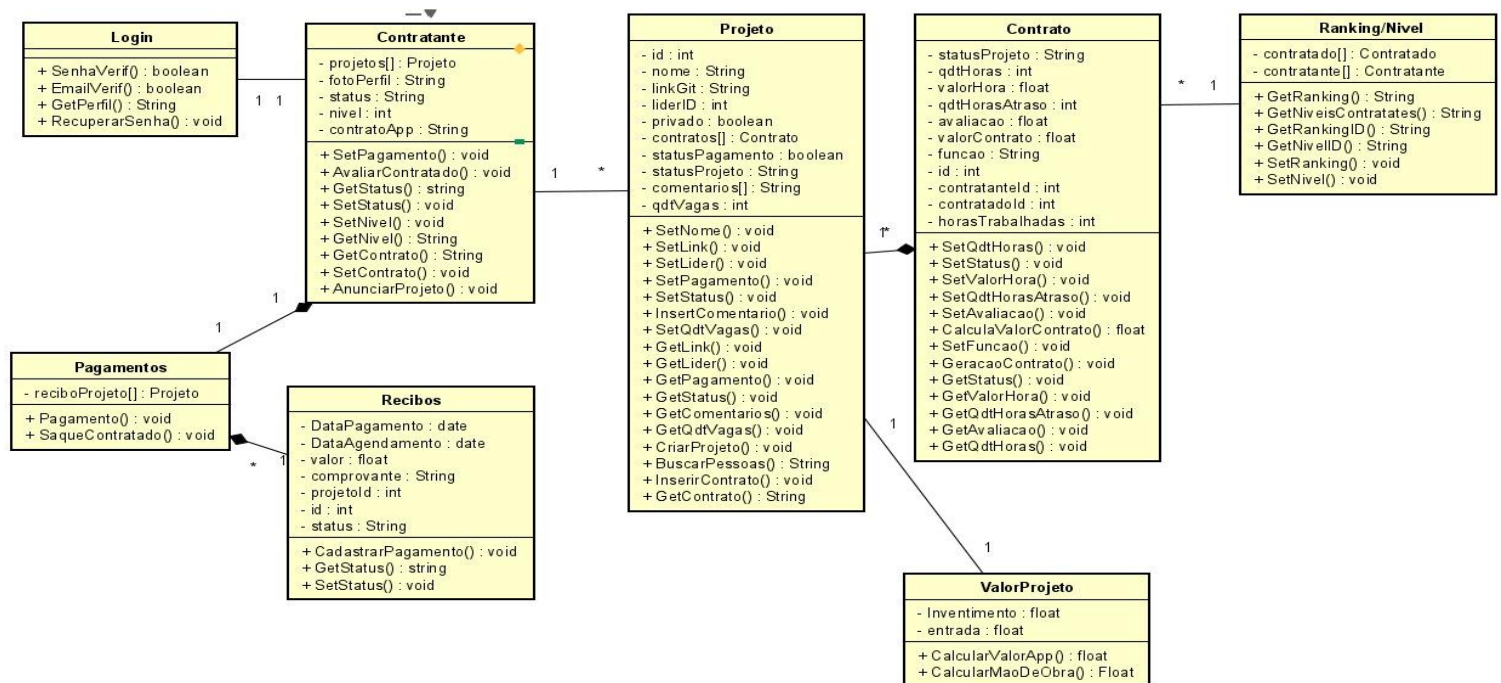 Login
+ SenhaVerif() : boolean
+ EmailVerif() : boolean
+ GetPerfil() : String
+ RecuperarSenha() : void
1 1
Contratante
- projetos[] : Projeto
- fotoPerfil : String
- status : String
- nivel : int
- contratoApp : String
+ SetPagamento() : void
+ AvaliarContratado() : void
+ GetStatus() : string
+ SetStatus() : void
+ SetNivel() : void
+ GetNivel() : String
+ GetContrato() : String
+ SetContrato() : void
+ AnunciarProjeto() : void
1 *
Projeto
- id : int
- nome : String
- linkGit : String
- liderID : int
- privado : boolean
- contratos[] : Contrato
- statusPagamento : boolean
- statusProjeto : String
- comentarios[] : String
- qdtVagas : int
+ SetNome() : void
+ SetLink() : void
+ SetLider() : void
+ SetPagamento() : void
+ SetStatus() : void
+ InsertComentario() : void
+ SetQdtVagas() : void
+ GetLink() : void
+ GetLider() : void
+ GetPagamento() : void
+ GetStatus() : void
+ GetComentarios() : void
+ GetQdtVagas() : void
+ CriarProjeto() : void
+ BuscarPessoas() : String
+ InserirContrato() : void
+ GetContrato() : String
1*
Contrato
- statusProjeto : String
- qdtHoras : int
- valorHora : float
- qdtHorasAtraso : int
- avaliacao : float
- valorContrato : float
- funcao : String
- id : int
- contratanteId : int
- contratadoId : int
- horasTrabalhadas : int
+ SetQdtHoras() : void
+ SetStatus() : void
+ SetValorHora() : void
+ SetQdtHorasAtraso() : void
+ SetAvaliacao() : void
+ CalculaValorContrato() : float
+ SetFuncao() : void
+ GeracaoContrato() : void
+ GetStatus() : void
+ GetValorHora() : void
+ GetQdtHorasAtraso() : void
+ GetAvaliacao() : void
+ GetQdtHoras() : void
* 1
Ranking/Nivel
- contratado[] : Contratado
- contratante[] : Contratante
+ GetRanking() : String
+ GetNiveisContratates() : String
+ GetRankingID() : String
+ GetNivelID() : String
+ SetRanking() : void
+ SetNivel() : void
1
1
Pagamentos
- reciboProjeto[] : Projeto
+ Pagamento() : void
+ SaqueContratado() : void
* 1
Recibos
- DataPagamento : date
- DataAgendamento : date
- valor : float
- comprovante : String
- projetoId : int
- id : int
- status : String
+ CadastrarPagamento() : void
+ GetStatus() : string
+ SetStatus() : void
1
1
ValorProjeto
- Inventimento : float
- entrada : float
+ CalcularValorApp() : float
+ CalcularMaoDeObra() : Float